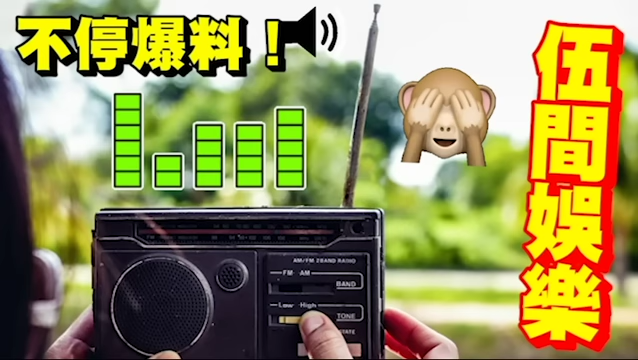 不停爆料！
伍間娛樂
AM/FM 2 BAND RADIO
FM AM
BAND
Low High
TONE
STATE